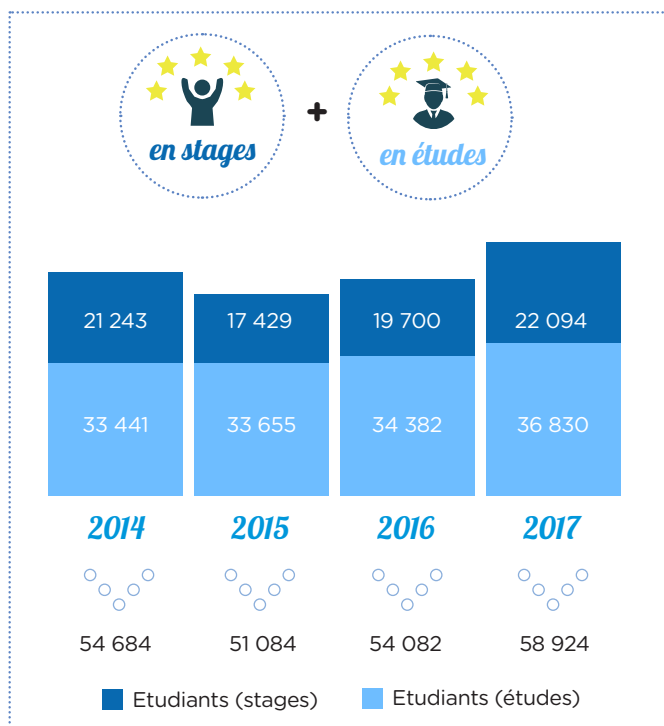 en stages + en études
21 243 17 429 19 700 22 094
33 441 33 655 34 382 36 830
2014 2015 2016 2017
54 684 51 084 54 082 58 924
Etudiants (stages) Etudiants (études)